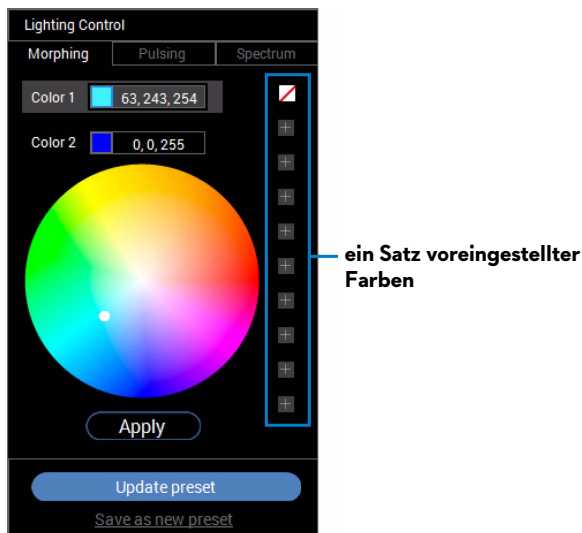 Lighting Control
Morphing Pulsing Spectrum
Color 1 63, 243, 254
Color 2 0, 0, 255
ein Satz voreingestellter
Farben
Apply
Update preset
Save as new preset